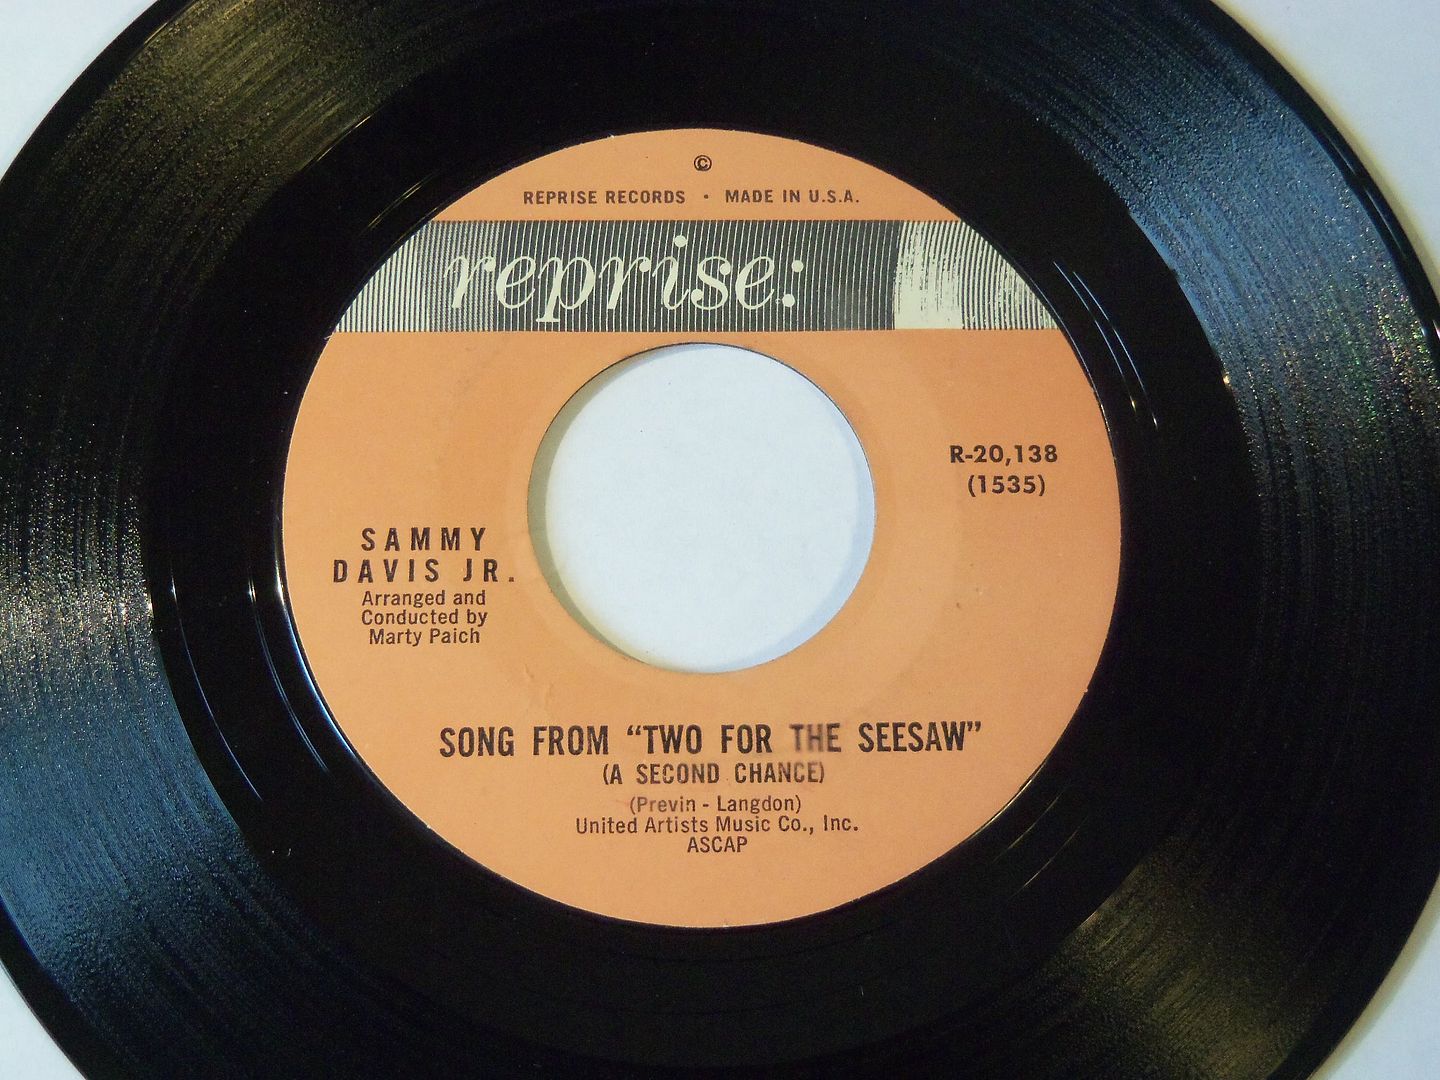 ©
REPRISE RECORDS · MADE IN U.S.A.
reprise:
R-20,138
(1535)
SAMMY
DAVIS JR.
Arranged and
Conducted by
Marty Paich
SONG FROM “TWO FOR THE SEESAW”
(A SECOND CHANCE)
(Previn - Langdon)
United Artists Music Co., Inc.
ASCAP